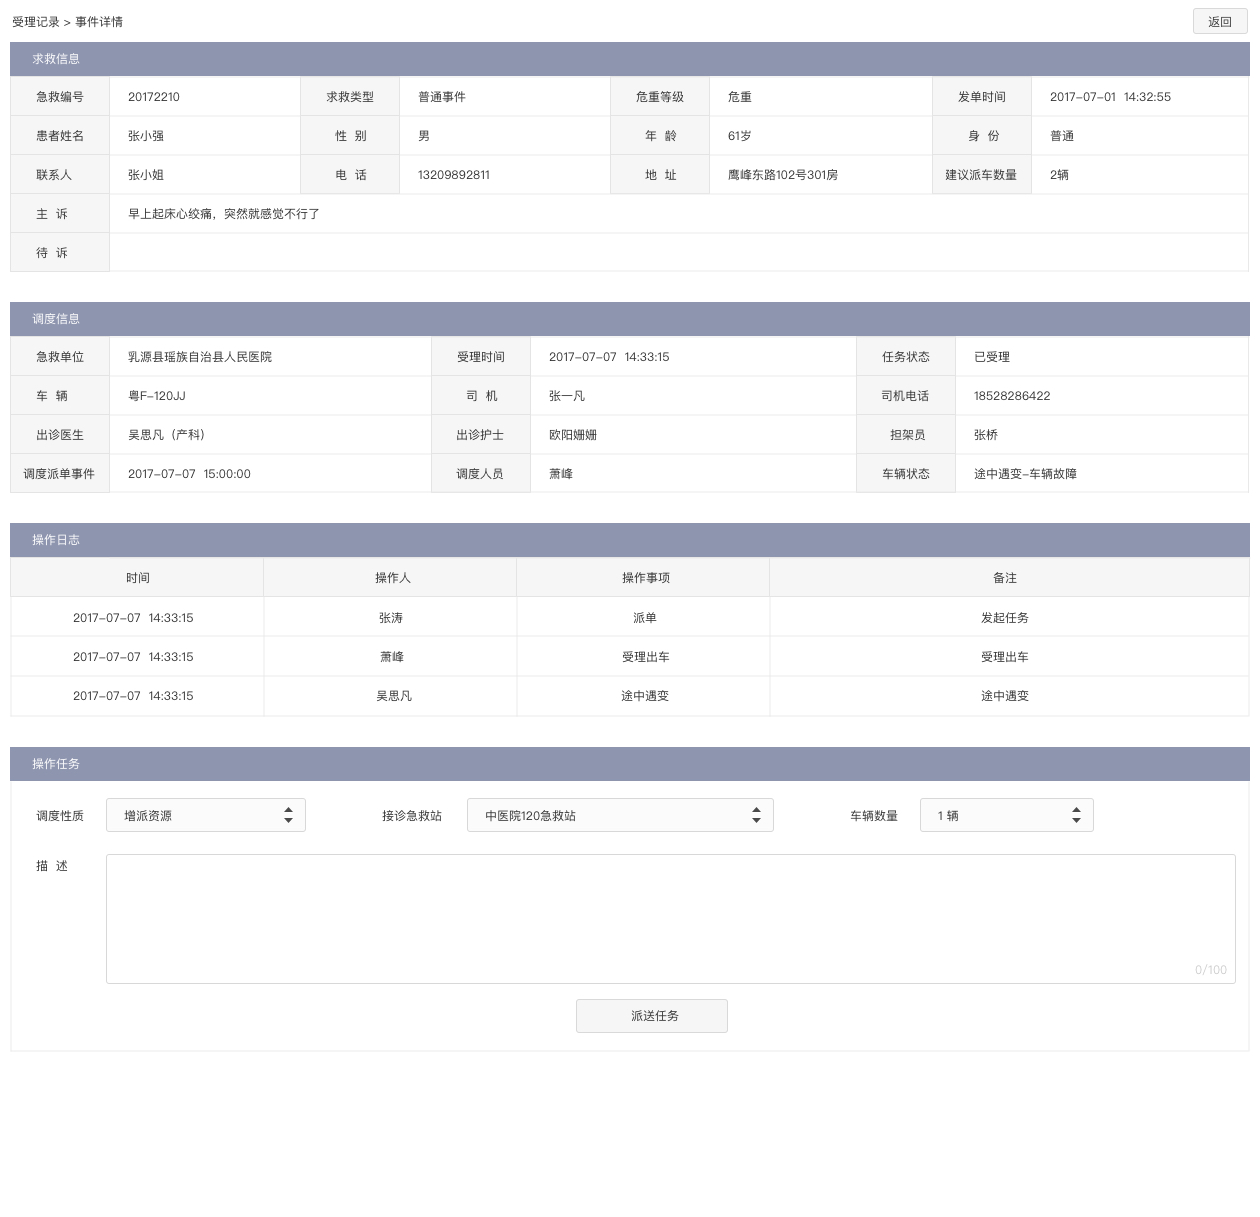 受理记录 > 事件详情 返回
求救信息
急救编号 20172210 求救类型 普通事件 危重等级 危重 发单时间 2017-07-01 14:32:55
患者姓名 张小强 性 别 男 年 龄 61岁 身 份 普通
联系人 张小姐 电 话 13209892811 地 址 鹰峰东路102号301房 建议派车数量 2辆
主 诉 早上起床心绞痛，突然就感觉不行了
待 诉
调度信息
急救单位 乳源县瑶族自治县人民医院 受理时间 2017-07-07 14:33:15 任务状态 已受理
车 辆 粤F-120JJ 司 机 张一凡 司机电话 18528286422
出诊医生 吴思凡（产科） 出诊护士 欧阳姗姗 担架员 张桥
调度派单事件 2017-07-07 15:00:00 调度人员 萧峰 车辆状态 途中遇变-车辆故障
操作日志
时间 操作人 操作事项 备注
2017-07-07 14:33:15 张涛 派单 发起任务
2017-07-07 14:33:15 萧峰 受理出车 受理出车
2017-07-07 14:33:15 吴思凡 途中遇变 途中遇变
操作任务
调度性质 增派资源 接诊急救站 中医院120急救站 车辆数量 1 辆
描 述
0/100
派送任务